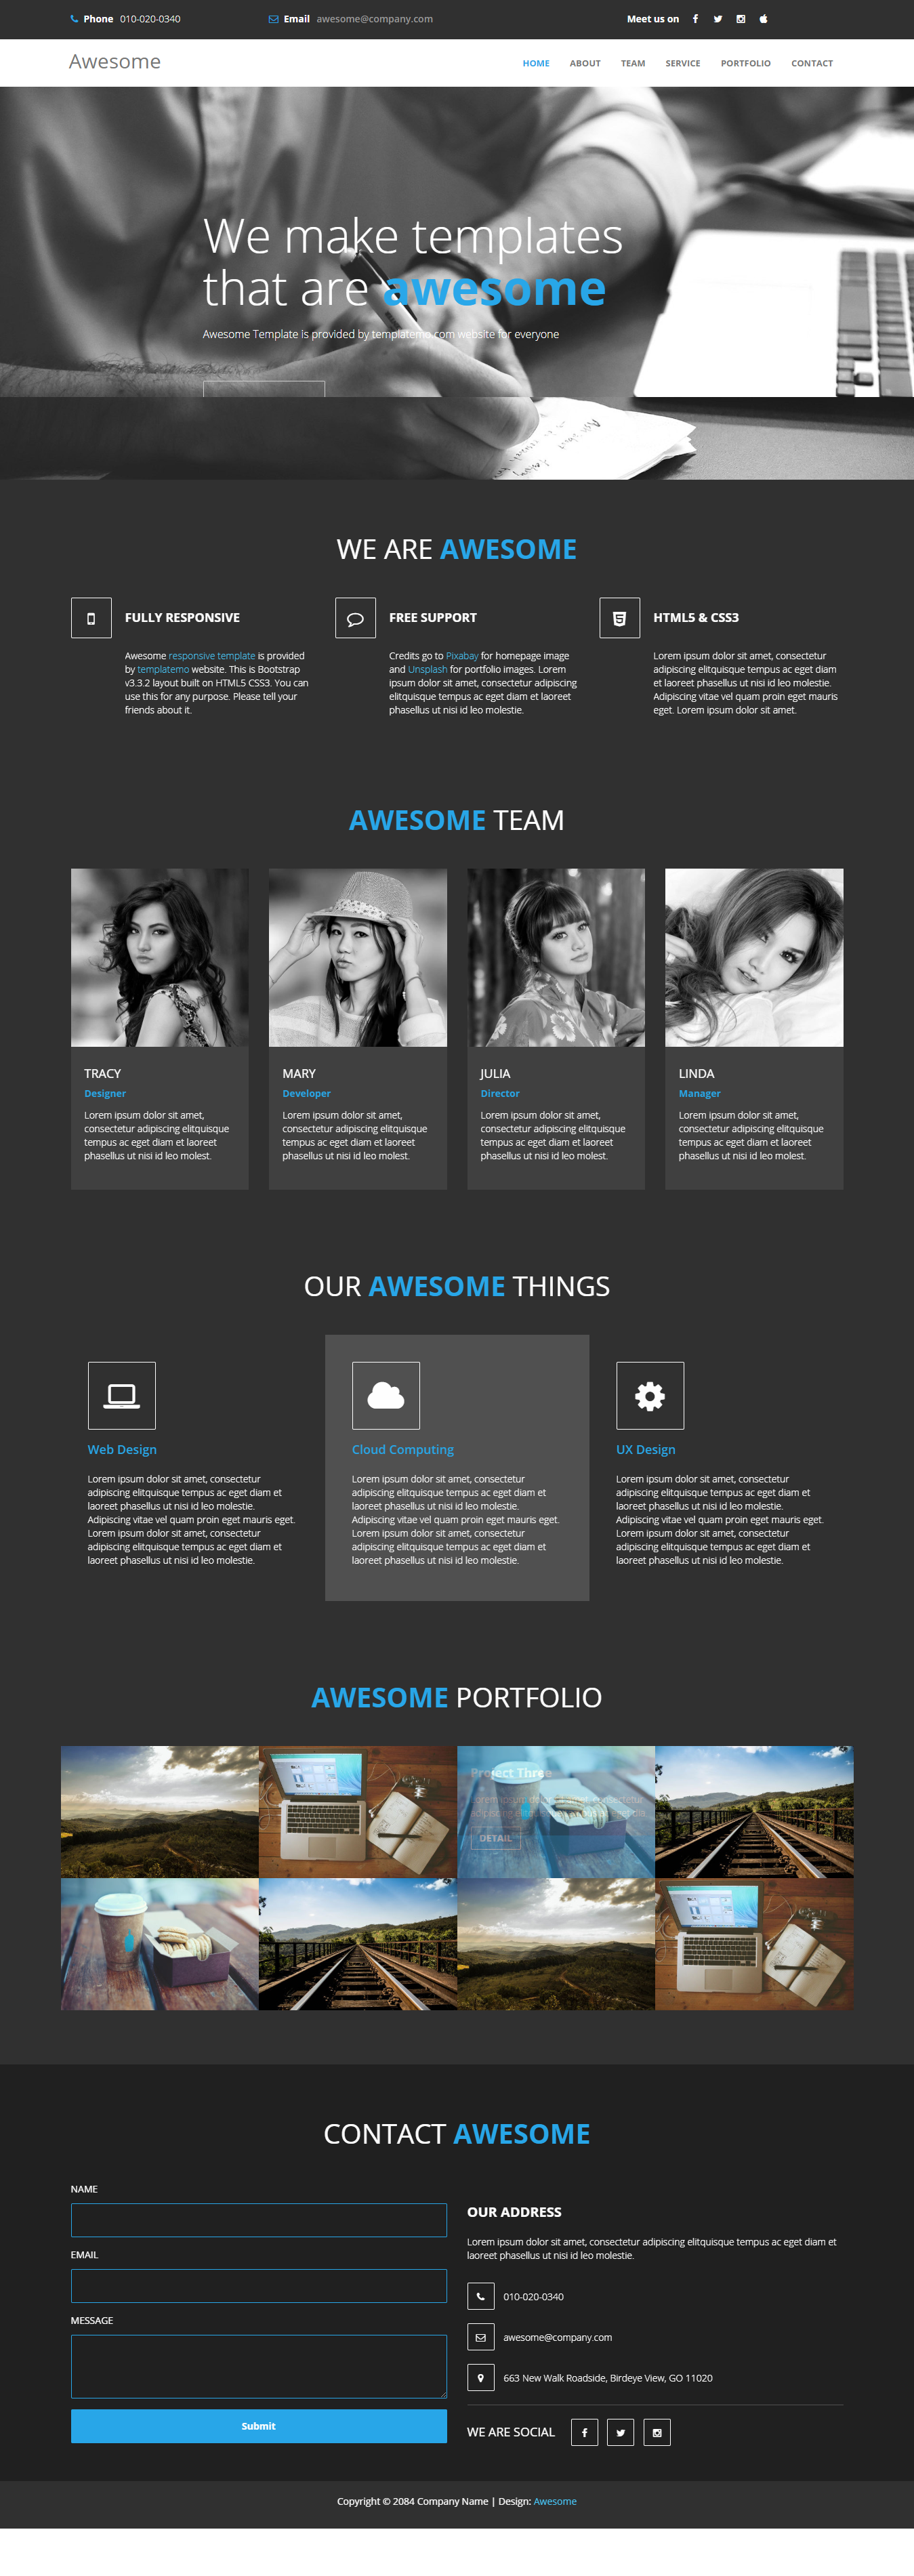 Phone 010-020-0340
Email awesome@company.com
Meet us on
Awesome
HOME ABOUT TEAM SERVICE PORTFOLIO CONTACT
We make templates
that are awesome
Awesome Template is provided by templatemo.com website for everyone
WE ARE AWESOME
FULLY RESPONSIVE
Awesome responsive template is provided
by templatemo website. This is Bootstrap
v3.3.2 layout built on HTML5 CSS3. You can
use this for any purpose. Please tell your
friends about it.
FREE SUPPORT
Credits go to Pixabay for homepage image
and Unsplash for portfolio images. Lorem
ipsum dolor sit amet, consectetur adipiscing
elitquisque tempus ac eget diam et laoreet
phasellus ut nisi id leo molestie.
HTML5 & CSS3
Lorem ipsum dolor sit amet, consectetur
adipiscing elitquisque tempus ac eget diam
et laoreet phasellus ut nisi id leo molestie.
Adipiscing vitae vel quam proin eget mauris
eget. Lorem ipsum dolor sit amet.
AWESOME TEAM
TRACY
Designer
Lorem ipsum dolor sit amet,
consectetur adipiscing elitquisque
tempus ac eget diam et laoreet
phasellus ut nisi id leo molest.
MARY
Developer
Lorem ipsum dolor sit amet,
consectetur adipiscing elitquisque
tempus ac eget diam et laoreet
phasellus ut nisi id leo molest.
JULIA
Director
Lorem ipsum dolor sit amet,
consectetur adipiscing elitquisque
tempus ac eget diam et laoreet
phasellus ut nisi id leo molest.
LINDA
Manager
Lorem ipsum dolor sit amet,
consectetur adipiscing elitquisque
tempus ac eget diam et laoreet
phasellus ut nisi id leo molest.
OUR AWESOME THINGS
Web Design
Lorem ipsum dolor sit amet, consectetur
adipiscing elitquisque tempus ac eget diam et
laoreet phasellus ut nisi id leo molestie.
Adipiscing vitae vel quam proin eget mauris eget.
Lorem ipsum dolor sit amet, consectetur
adipiscing elitquisque tempus ac eget diam et
laoreet phasellus ut nisi id leo molestie.
Cloud Computing
Lorem ipsum dolor sit amet, consectetur
adipiscing elitquisque tempus ac eget diam et
laoreet phasellus ut nisi id leo molestie.
Adipiscing vitae vel quam proin eget mauris eget.
Lorem ipsum dolor sit amet, consectetur
adipiscing elitquisque tempus ac eget diam et
laoreet phasellus ut nisi id leo molestie.
UX Design
Lorem ipsum dolor sit amet, consectetur
adipiscing elitquisque tempus ac eget diam et
laoreet phasellus ut nisi id leo molestie.
Adipiscing vitae vel quam proin eget mauris eget.
Lorem ipsum dolor sit amet, consectetur
adipiscing elitquisque tempus ac eget diam et
laoreet phasellus ut nisi id leo molestie.
AWESOME PORTFOLIO
Project Three
DETAIL
CONTACT AWESOME
NAME
EMAIL
MESSAGE
Submit
OUR ADDRESS
Lorem ipsum dolor sit amet, consectetur adipiscing elitquisque tempus ac eget diam et
laoreet phasellus ut nisi id leo molestie.
010-020-0340
awesome@company.com
663 New Walk Roadside, Birdeye View, GO 11020
WE ARE SOCIAL
Copyright © 2084 Company Name | Design: Awesome